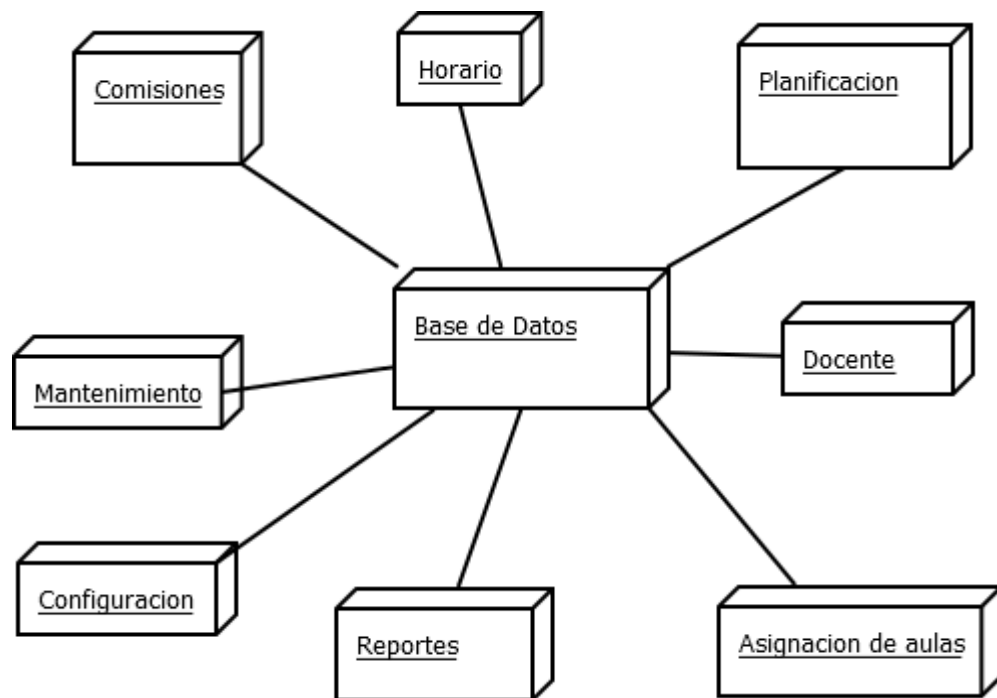 Comisiones
Horario
Planificacion
Base de Datos
Docente
Mantenimiento
Configuracion
Reportes
Asignacion de aulas